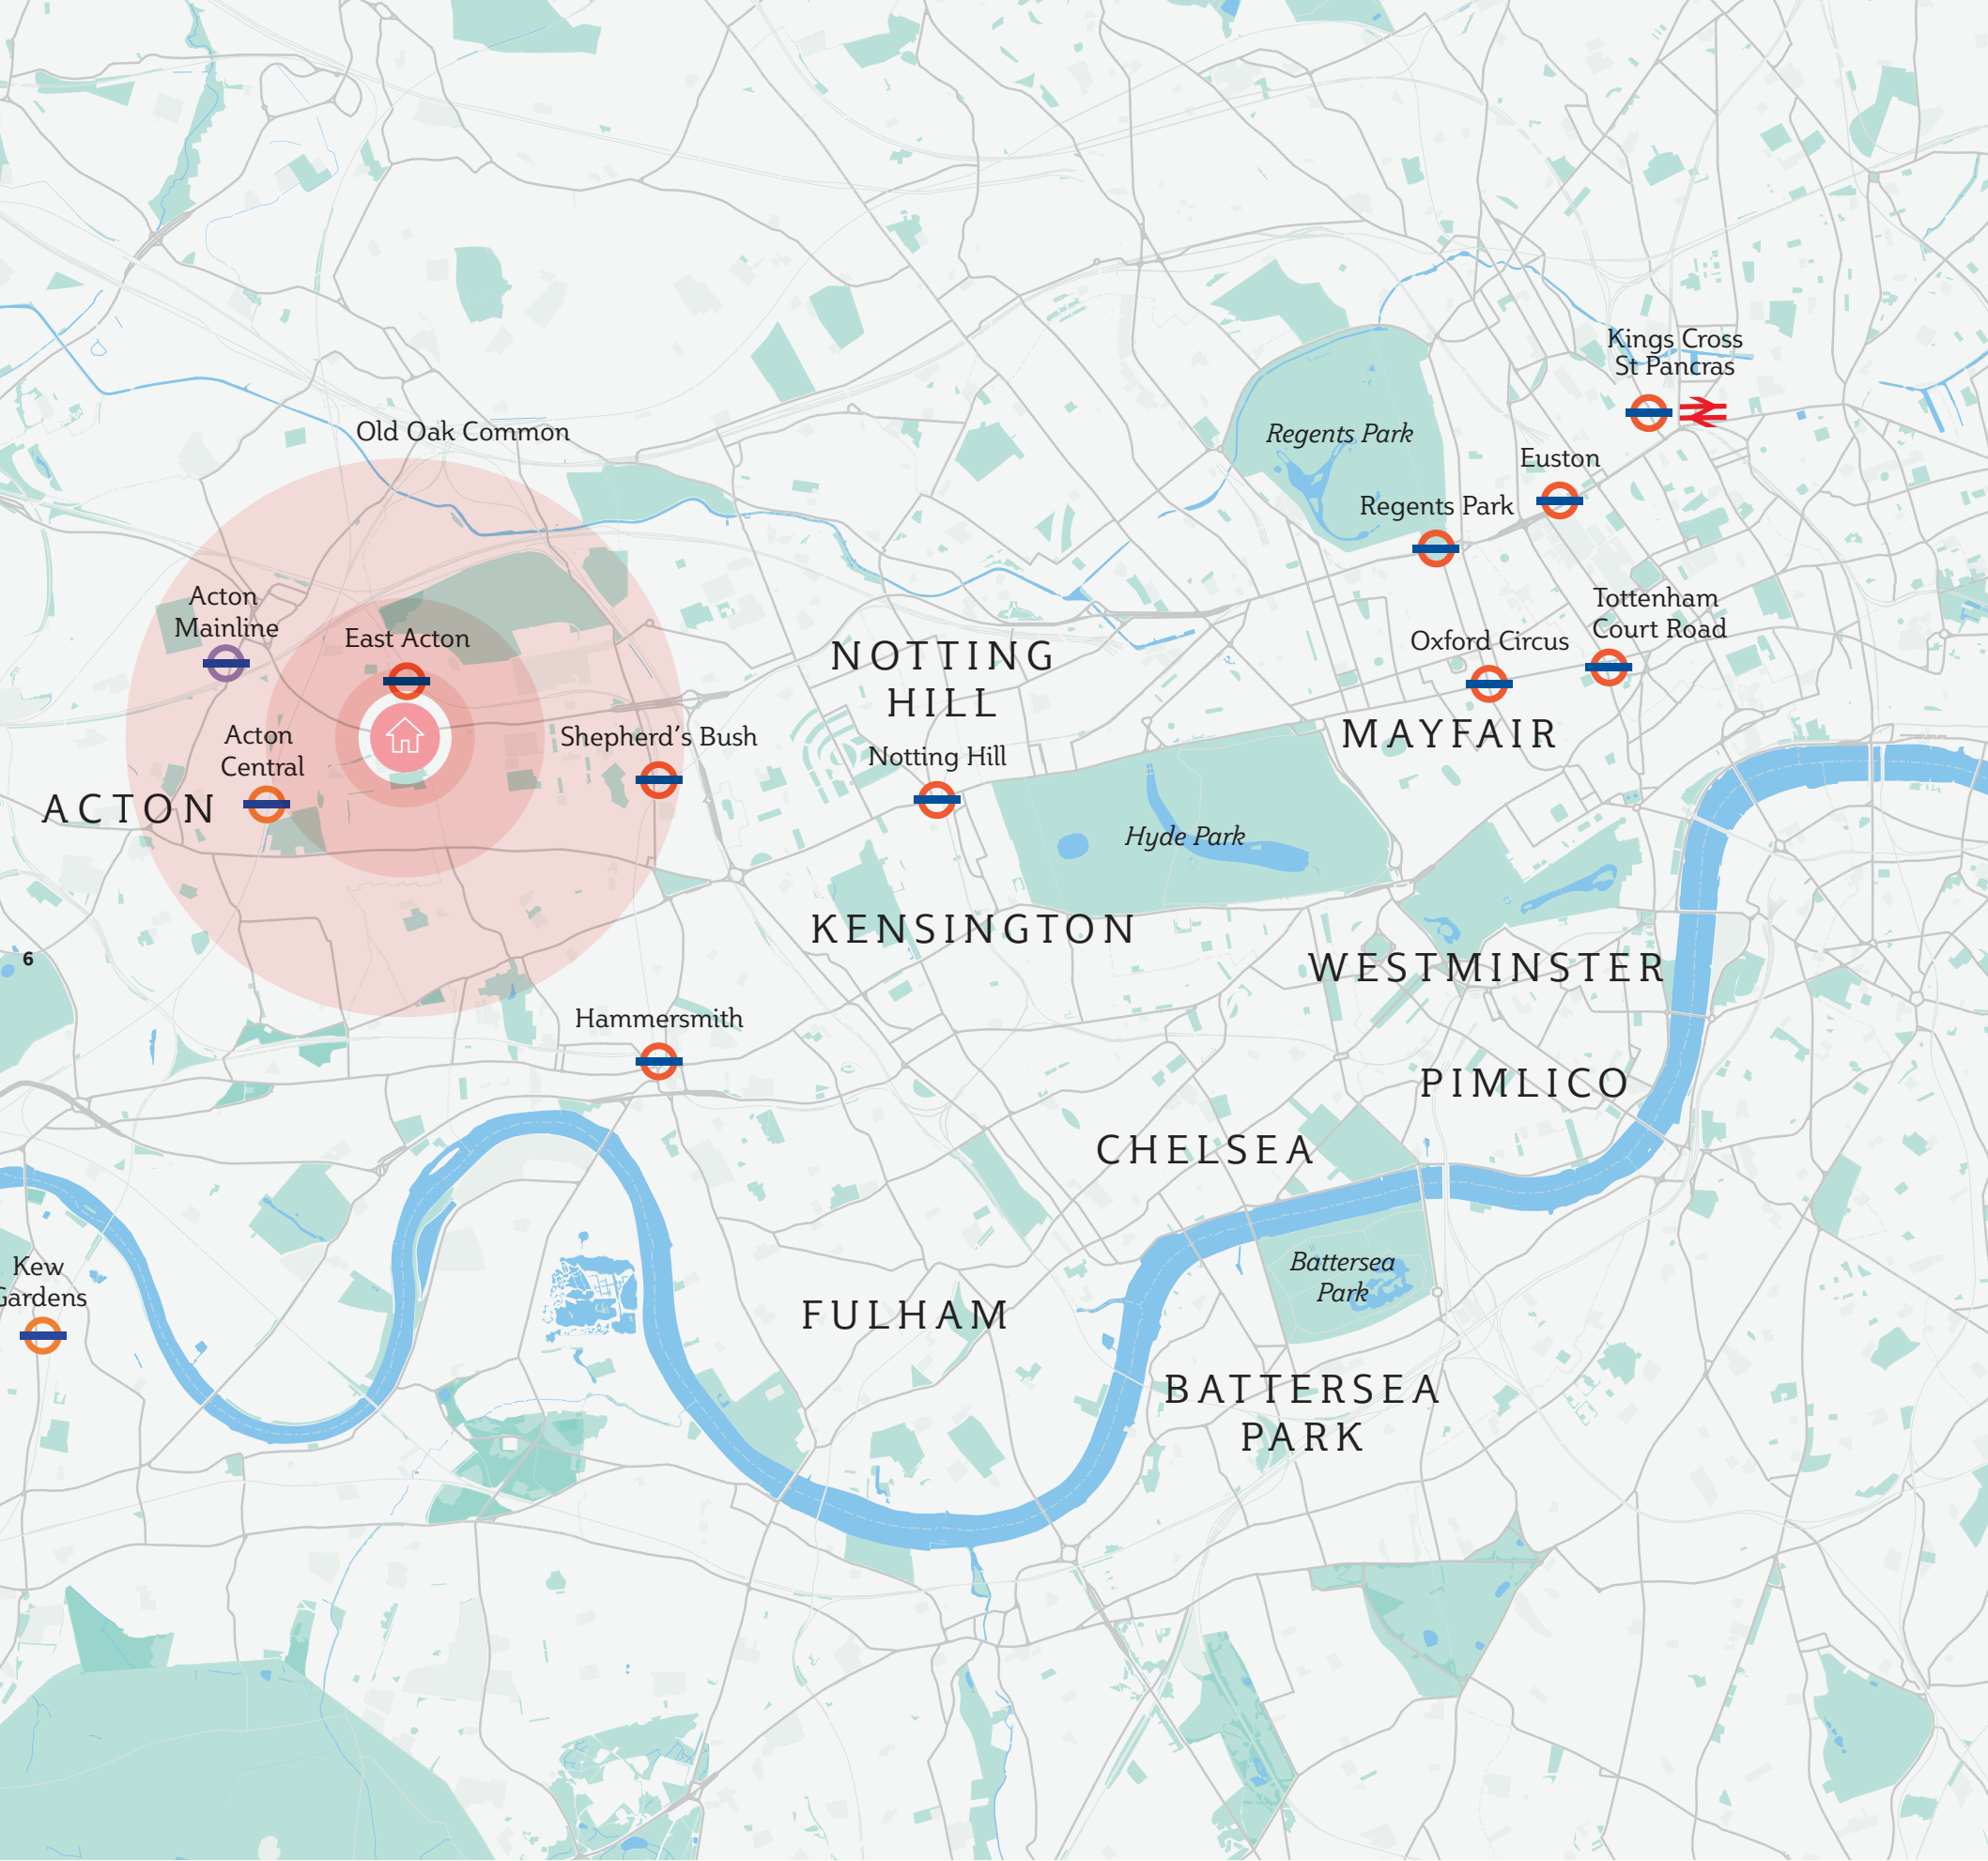 Kings Cross
St Pancras
Old Oak Common
Regents Park
Euston
Regents Park
Acton
Mainline
East Acton
NOTTING
HILL
Tottenham
Court Road
Oxford Circus
Acton
Central
Shepherd's Bush
Notting Hill
MAYFAIR
ACTON
Hyde Park
KENSINGTON
6
WESTMINSTER
Hammersmith
PIMLICO
CHELSEA
Kew
Gardens
Battersea
Park
FULHAM
BATTERSEA
PARK